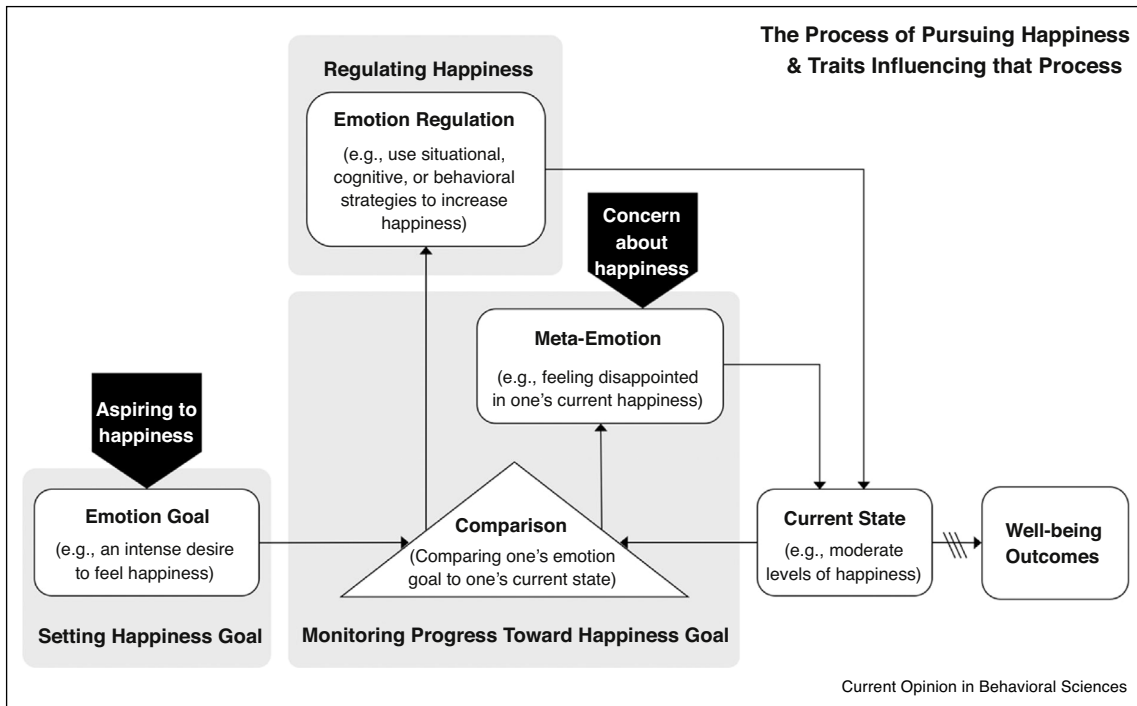 The Process of Pursuing Happiness
& Traits Influencing that Process
Regulating Happiness
Emotion Regulation
(e.g., use situational,
cognitive, or behavioral
strategies to increase
happiness)
Concern
about
happiness
Meta-Emotion
(e.g., feeling disappointed
in one's current happiness)
Aspiring to
happiness
Emotion Goal
(e.g., an intense desire
to feel happiness)
Setting Happiness Goal
Comparison
(Comparing one's emotion
goal to one's current state)
Monitoring Progress Toward Happiness Goal
Current State
(e.g., moderate
levels of happiness)
Well-being
Outcomes
Current Opinion in Behavioral Sciences